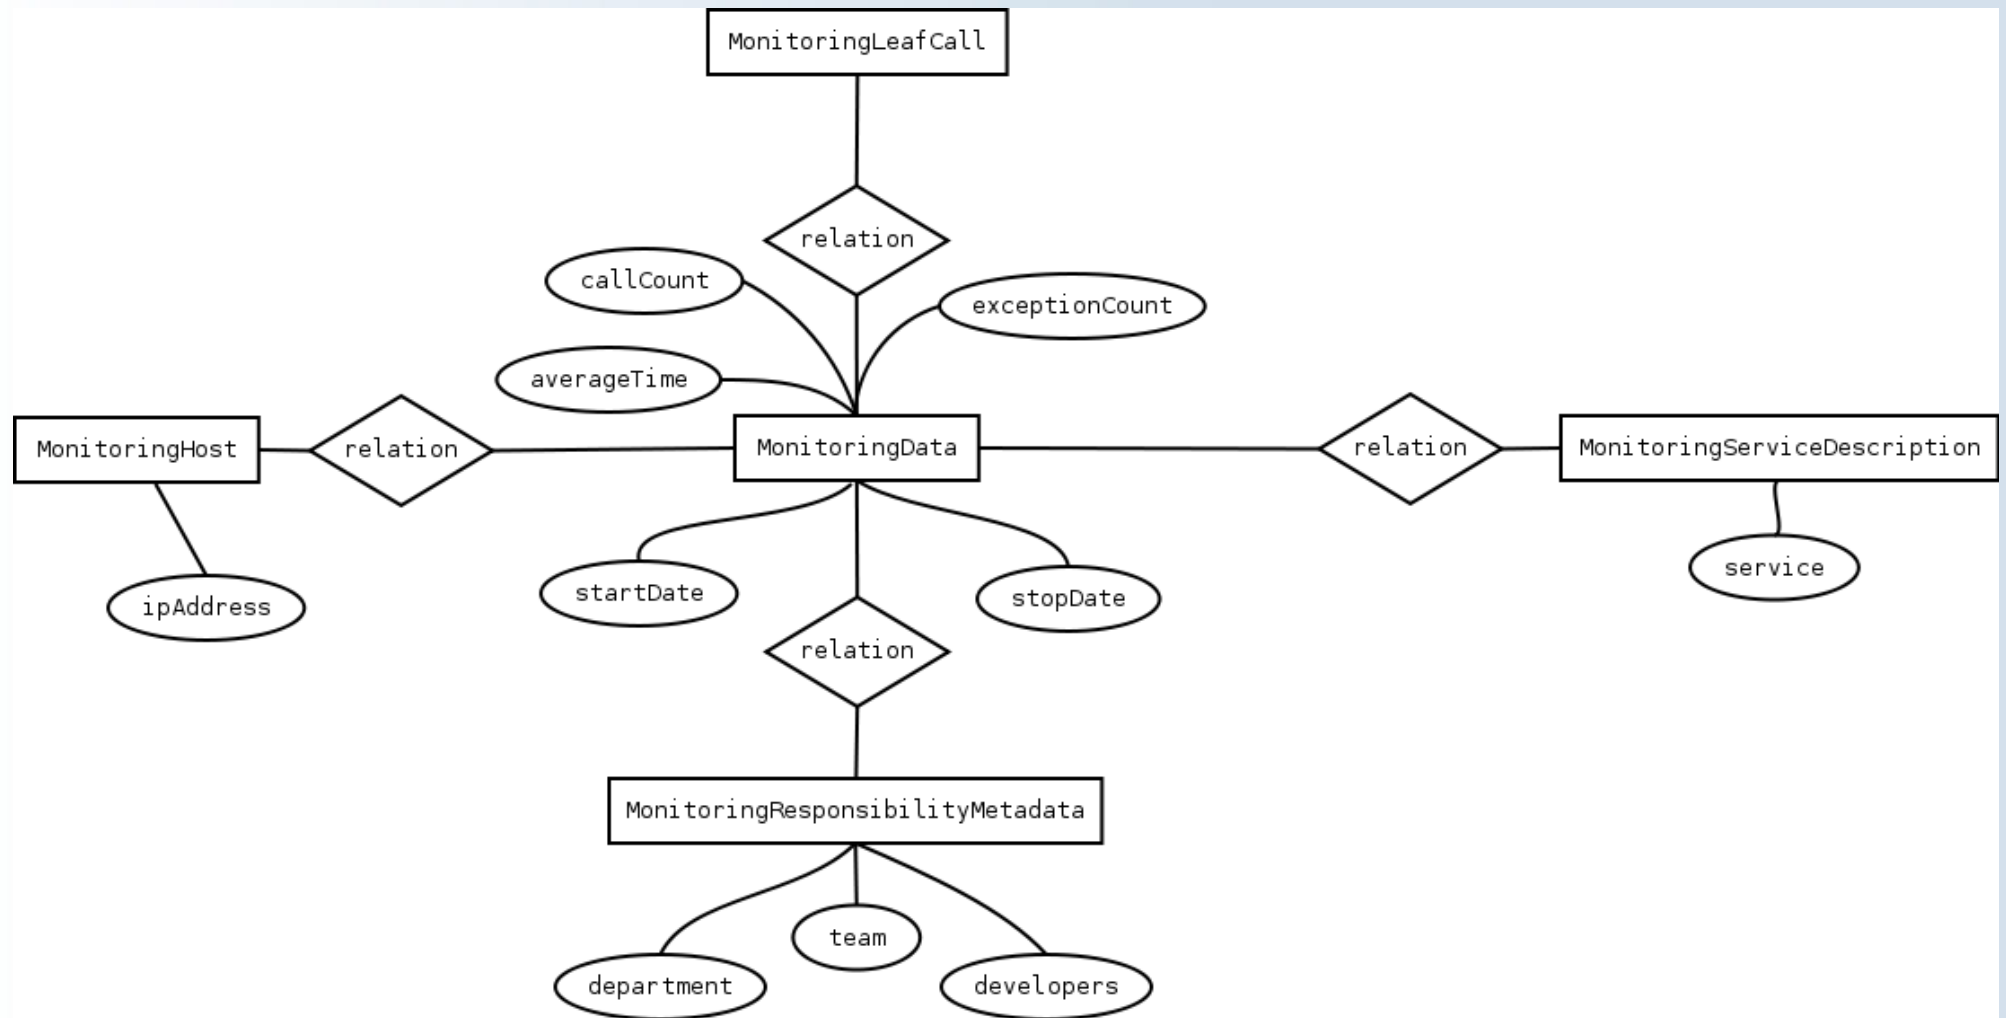 MonitoringLeafCall
relation
callCount
exceptionCount
averageTime
MonitoringHost
relation
MonitoringData
relation
MonitoringServiceDescription
ipAddress
startDate
stopDate
service
relation
MonitoringResponsibilityMetadata
team
department
developers